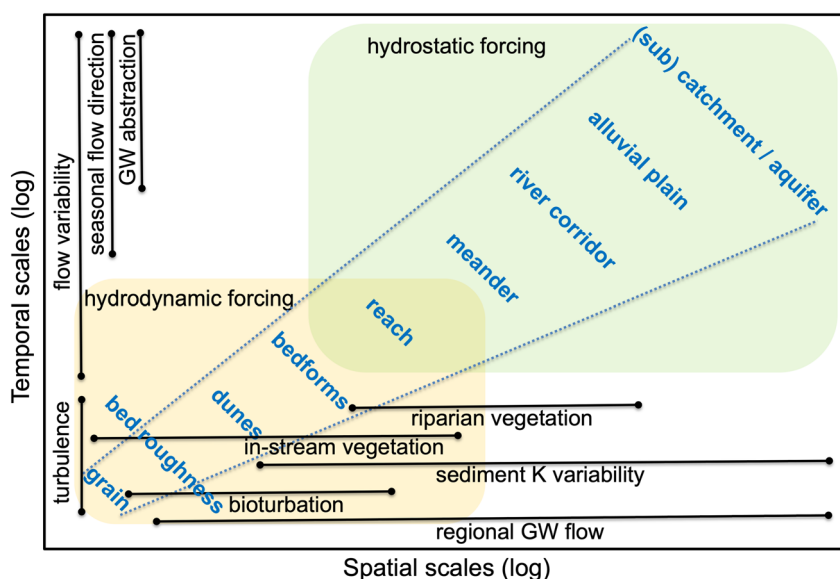 hydrostatic forcing
(sub) catchment / aquifer
alluvial plain
river corridor
meander
reach
hydrodynamic forcing
bedforms
dunes
bed roughness
grain
flow variability
seasonal flow direction
GW abstraction
turbulence
riparian vegetation
in-stream vegetation
sediment K variability
bioturbation
regional GW flow
Temporal scales (log)
Spatial scales (log)